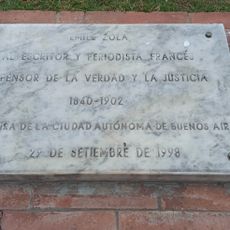 EMILE ZOLA
AL ESCRITOR Y PERIODISTA FRANCÉS
FENSOR DE LA VERDAD Y LA JUSTICIA
1840-1902
RA DE LA CIUDAD AUTÓNOMA DE BUENOS AIR
29 DE SETIEMBRE DE 1998